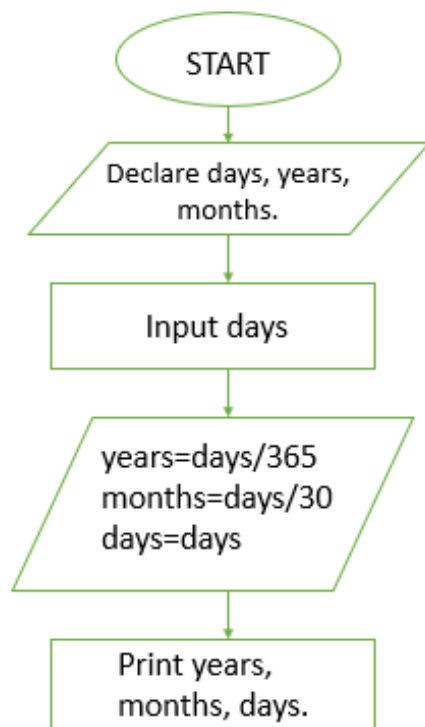 START
Declare days, years,
months.
Input days
years=days/365
months=days/30
days=days
Print years,
months, days.